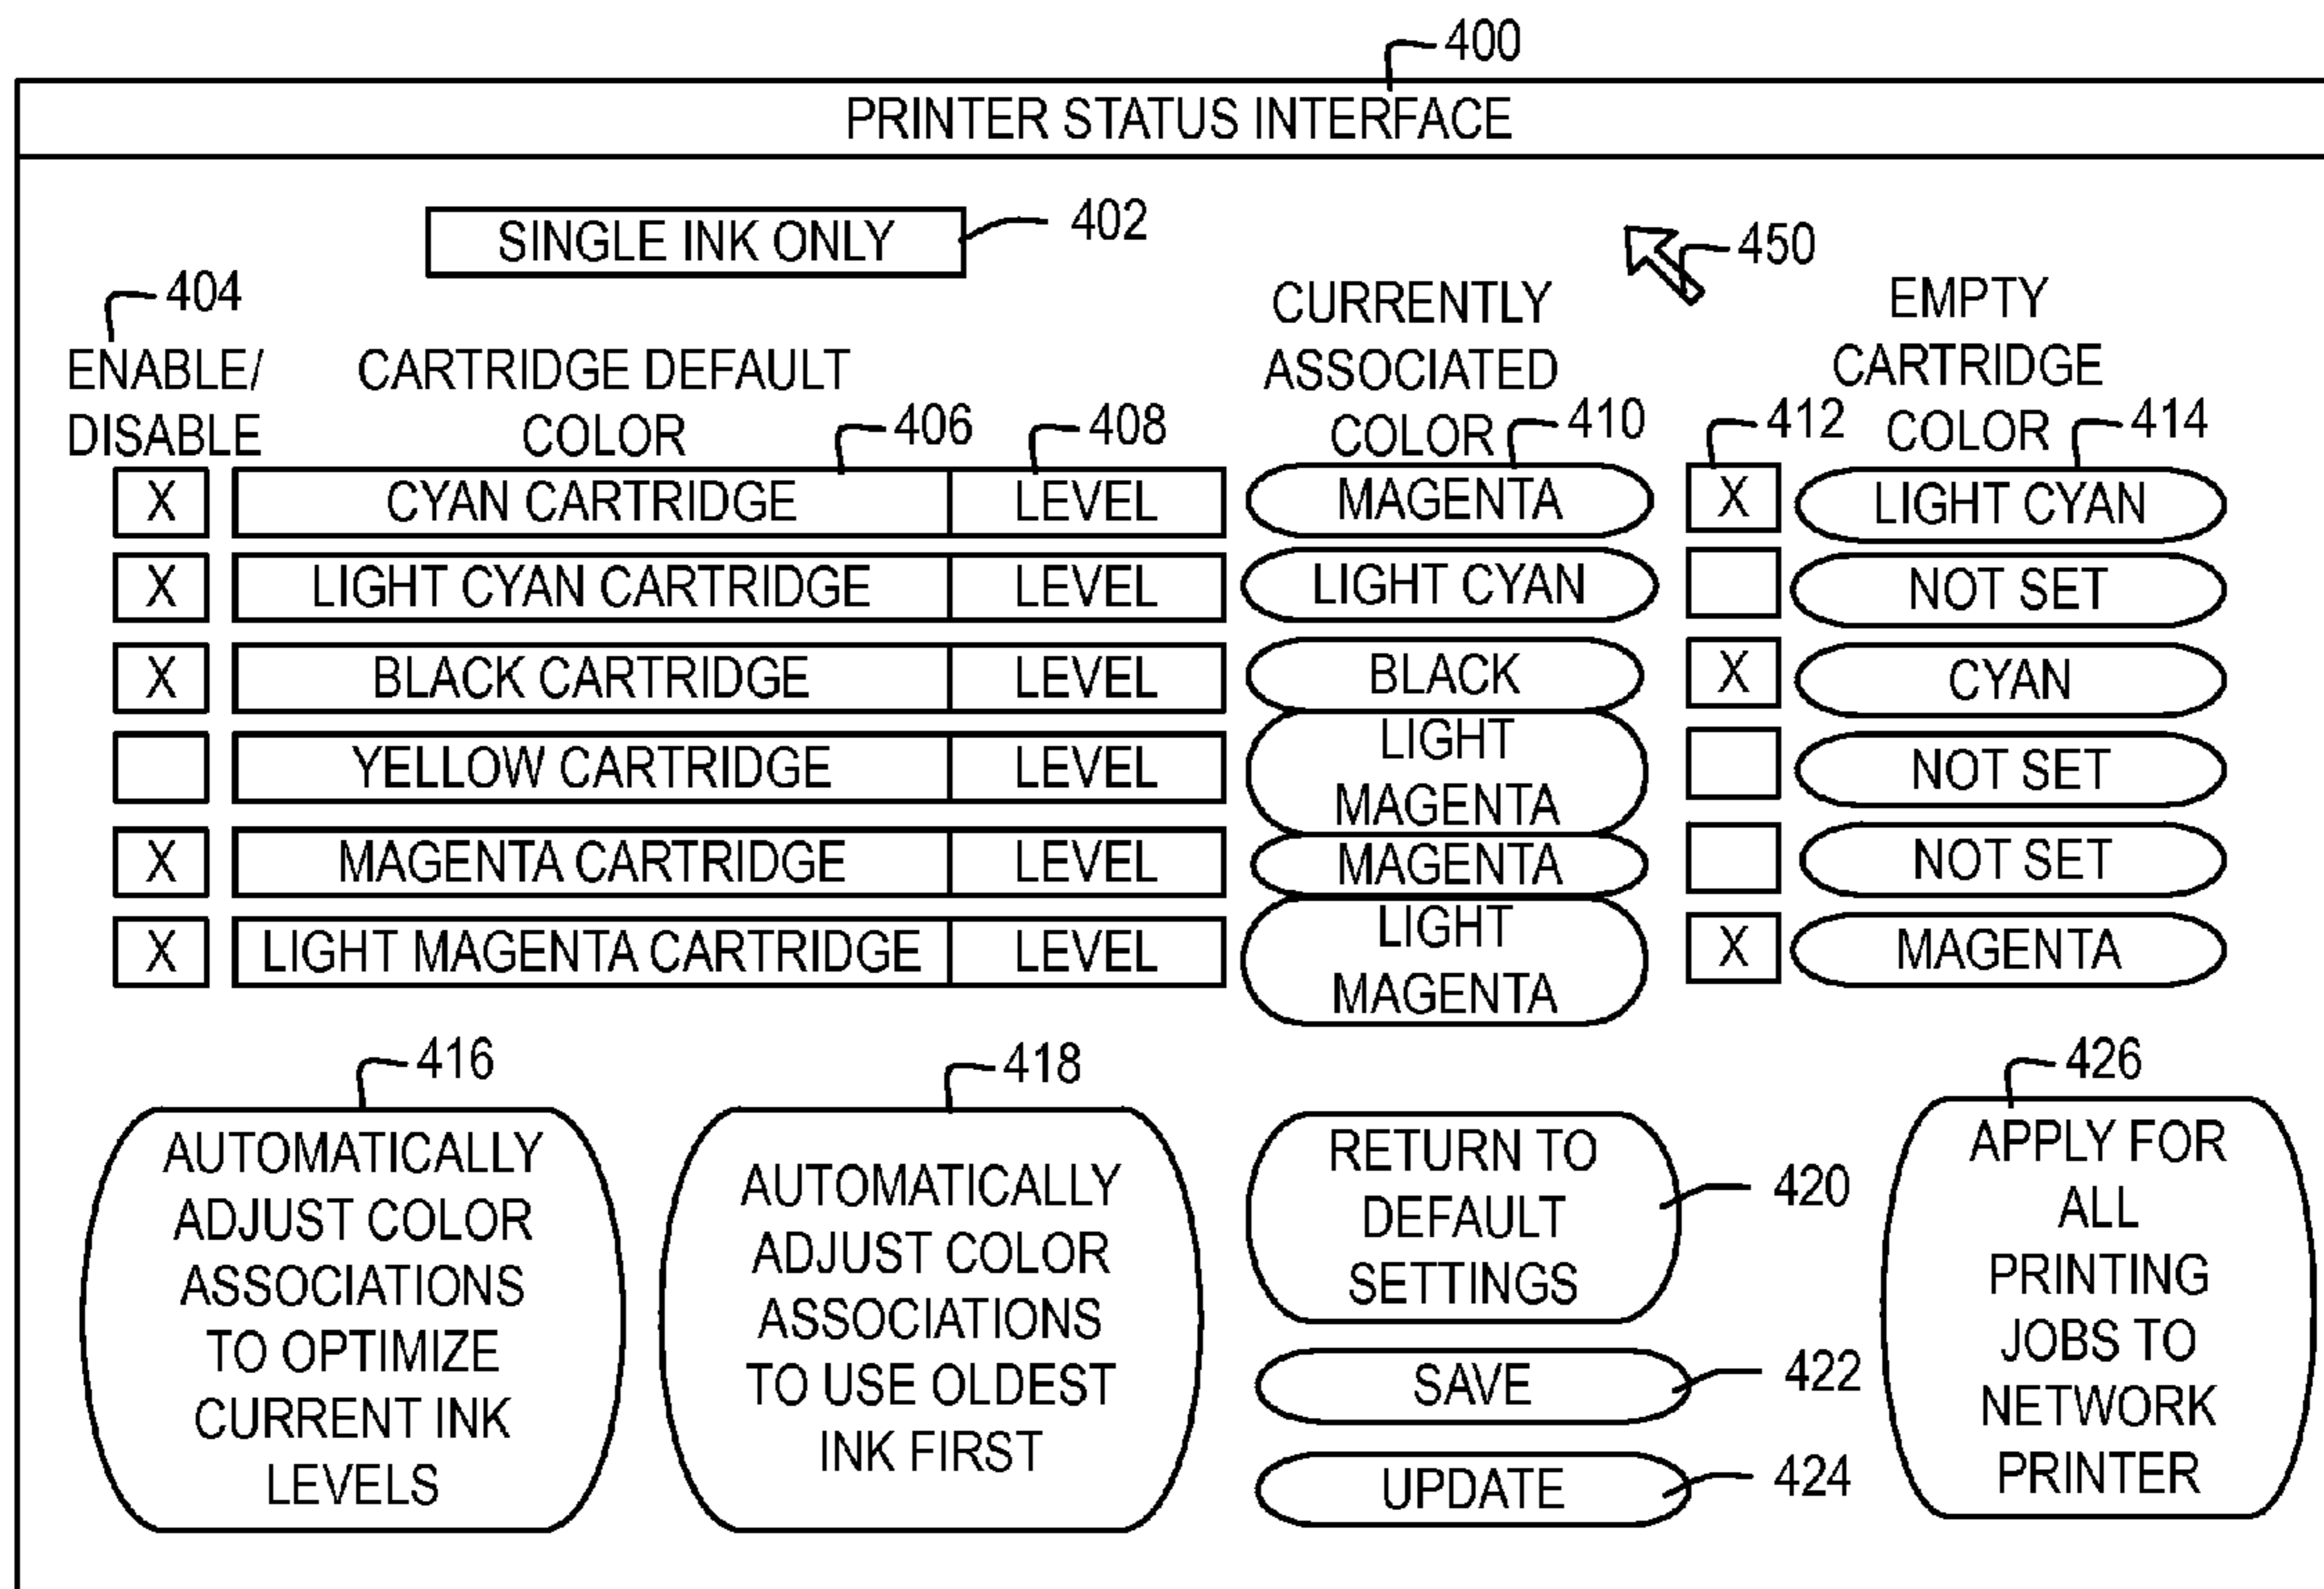 400
PRINTER STATUS INTERFACE
SINGLE INK ONLY
402
450
404
ENABLE/
DISABLE
CARTRIDGE DEFAULT
COLOR
406
408
CURRENTLY
ASSOCIATED
COLOR
410
412
EMPTY
CARTRIDGE
COLOR
414
X CYAN CARTRIDGE LEVEL MAGENTA X LIGHT CYAN
X LIGHT CYAN CARTRIDGE LEVEL LIGHT CYAN NOT SET
X BLACK CARTRIDGE LEVEL BLACK X CYAN
YELLOW CARTRIDGE LEVEL LIGHT
MAGENTA NOT SET
X MAGENTA CARTRIDGE LEVEL MAGENTA NOT SET
X LIGHT MAGENTA CARTRIDGE LEVEL LIGHT
MAGENTA X MAGENTA
416
AUTOMATICALLY
ADJUST COLOR
ASSOCIATIONS
TO OPTIMIZE
CURRENT INK
LEVELS
418
AUTOMATICALLY
ADJUST COLOR
ASSOCIATIONS
TO USE OLDEST
INK FIRST
RETURN TO
DEFAULT
SETTINGS
420
SAVE
422
UPDATE
424
426
APPLY FOR
ALL
PRINTING
JOBS TO
NETWORK
PRINTER